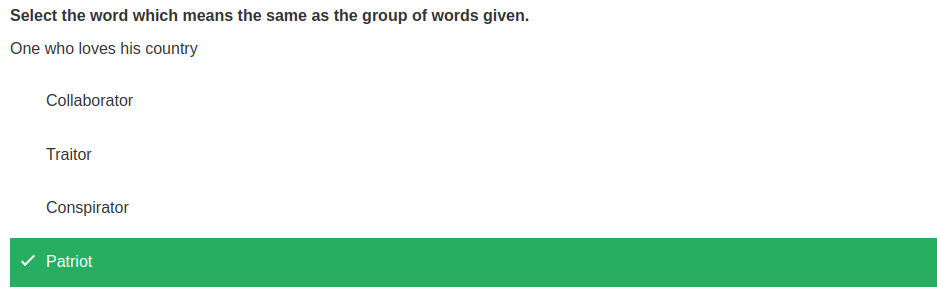 Select the word which means the same as the group of words given.
One who loves his country
Collaborator
Traitor
Conspirator
Patriot